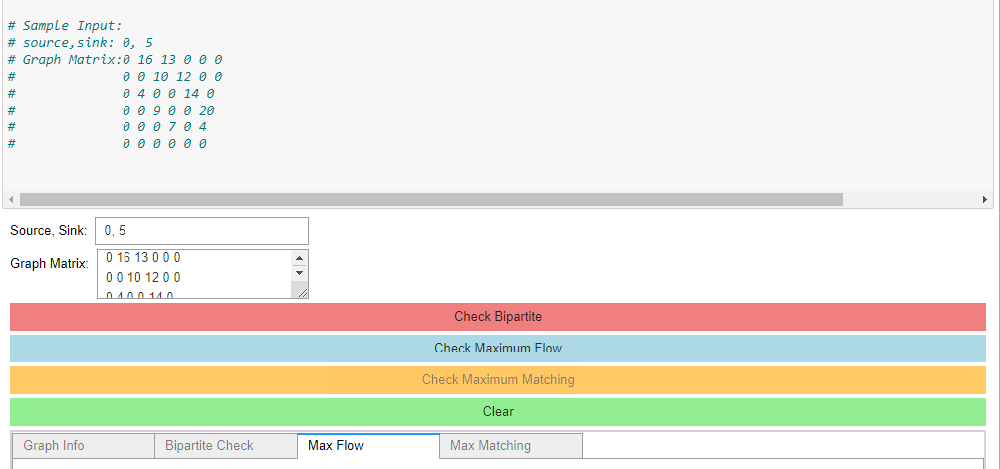 # Sample Input:
# source,sink: 0, 5
# Graph Matrix:0 16 13 0 0 0
# 0 0 10 12 0 0
# 0 4 0 0 14 0
# 0 0 9 0 0 20
# 0 0 0 7 0 4
# 0 0 0 0 0 0
Source, Sink: 0, 5
Graph Matrix: 0 16 13 0 0 0
0 0 10 12 0 0
0 4 0 0 14 0
Check Bipartite
Check Maximum Flow
Check Maximum Matching
Clear
Graph Info Bipartite Check Max Flow Max Matching